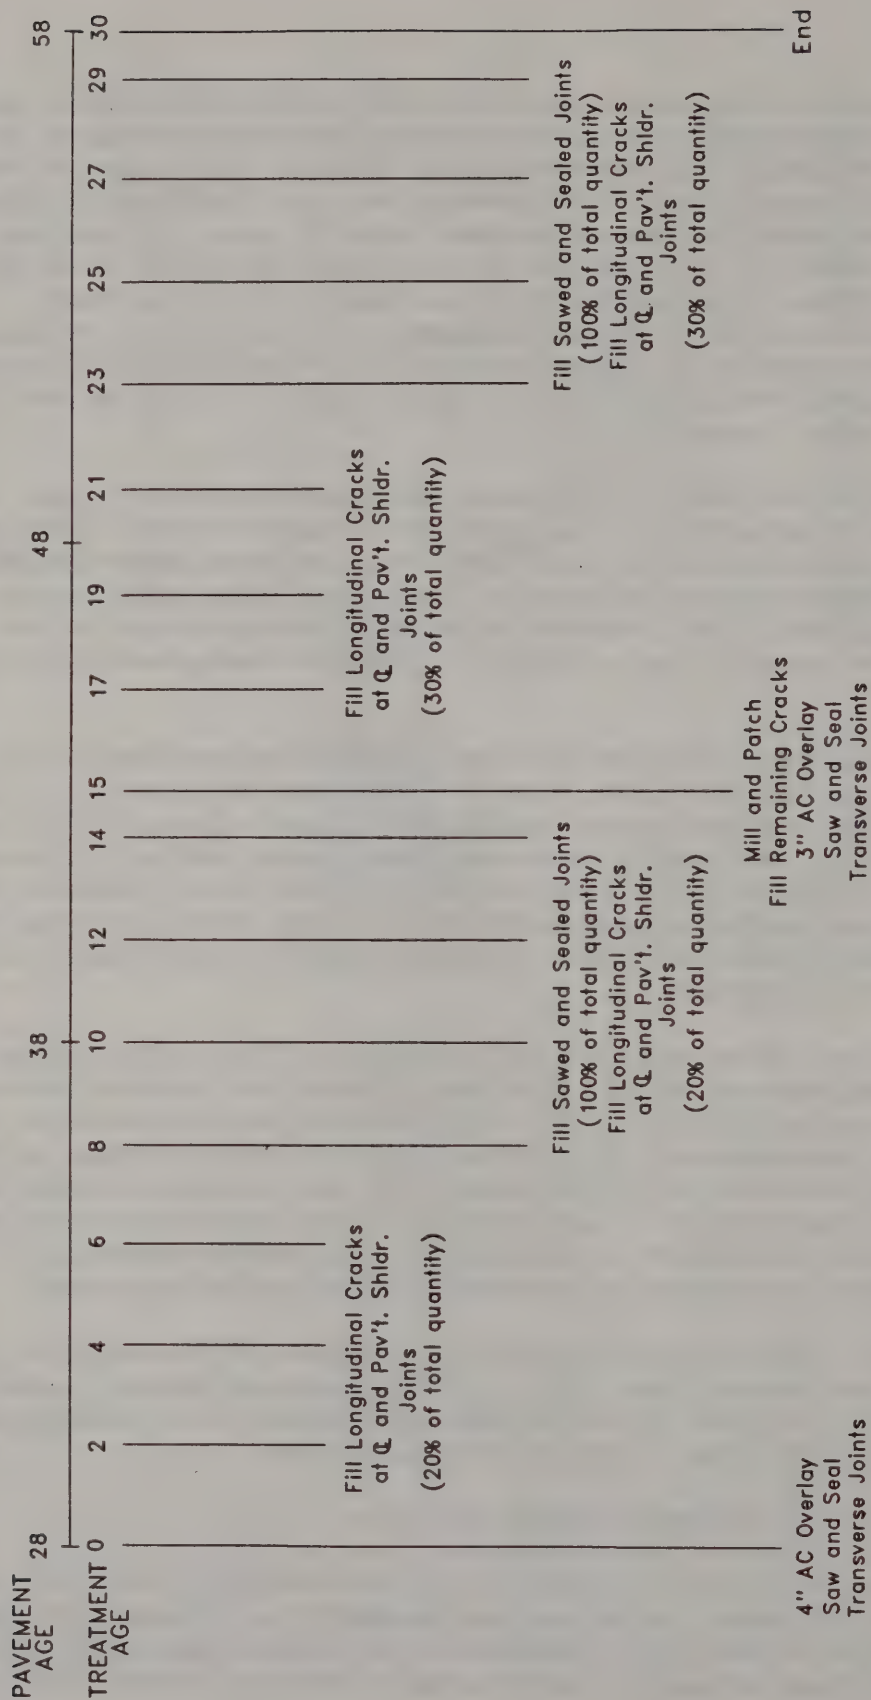 PAVEMENT
AGE
28 38 48 58
TREATMENT
AGE
0 2 4 6 8 10 12 14 15 17 19 21 23 25 27 29 30
Fill Longitudinal Cracks
at ℄ and Pav't. Shldr.
Joints
(20% of total quantity)
Fill Longitudinal Cracks
at ℄ and Pav't. Shldr.
Joints
(30% of total quantity)
Fill Sawed and Sealed Joints
(100% of total quantity)
Fill Longitudinal Cracks
at ℄ and Pav't. Shldr.
Joints
(20% of total quantity)
Fill Sawed and Sealed Joints
(100% of total quantity)
Fill Longitudinal Cracks
at ℄ and Pav't. Shldr.
Joints
(30% of total quantity)
4" AC Overlay
Saw and Seal
Transverse Joints
Mill and Patch
Fill Remaining Cracks
3" AC Overlay
Saw and Seal
Transverse Joints
End